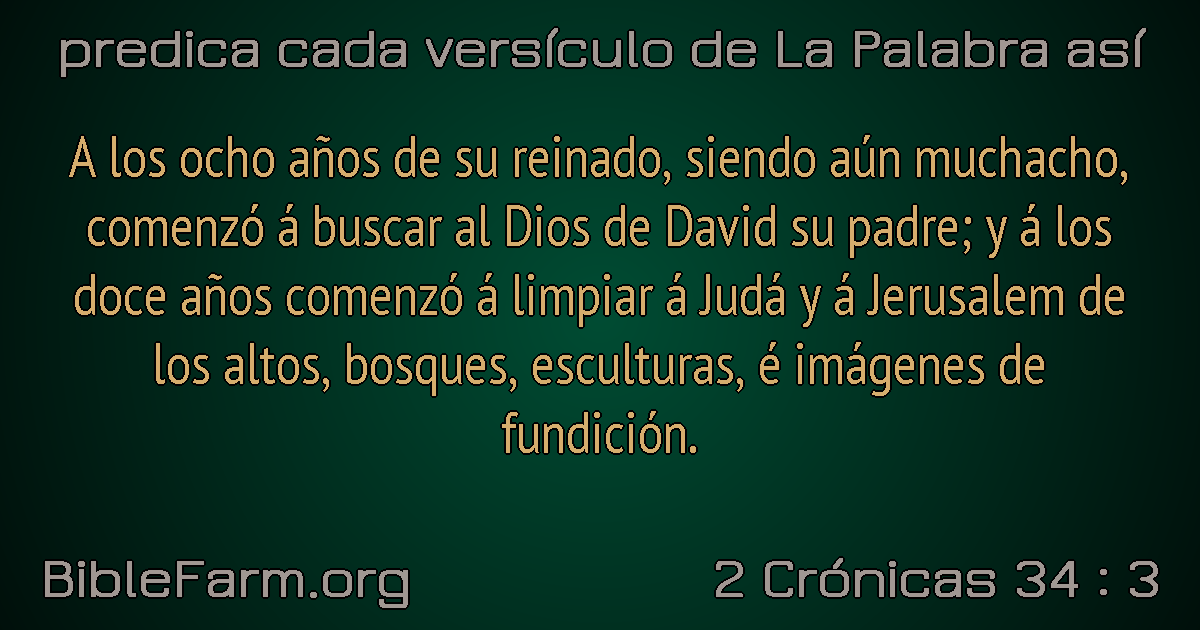 predica cada versículo de La Palabra así
A los ocho años de su reinado, siendo aún muchacho,
comenzó á buscar al Dios de David su padre; y á los
doce años comenzó á limpiar á Judá y á Jerusalem de
los altos, bosques, esculturas, é imágenes de
fundición.
BibleFarm.org
2 Crónicas 34 : 3